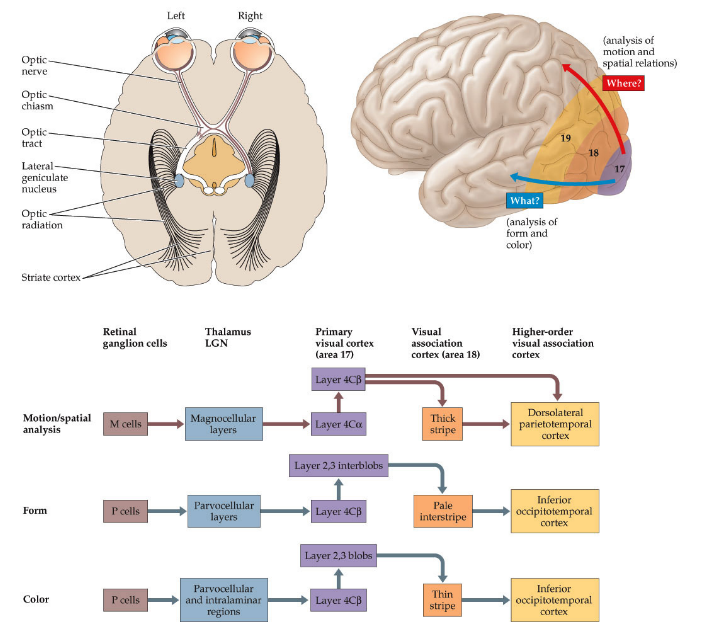 Left
Right
Optic
nerve
Optic
chiasm
Optic
tract
Lateral
geniculate
nucleus
Optic
radiation
Striate cortex
(analysis of
motion and
spatial relations)
Where?
19
18
17
What?
(analysis of
form and
color)
Retinal
ganglion cells
Thalamus
LGN
Primary
visual cortex
(area 17)
Visual
association
cortex (area 18)
Higher-order
visual association
cortex
Motion/spatial
analysis
M cells
Magnocellular
layers
Layer 4Cβ
Layer 4Cα
Thick
stripe
Dorsolateral
parietotemporal
cortex
Form
P cells
Parvocellular
layers
Layer 2,3 interblobs
Layer 4Cβ
Pale
interstripe
Inferior
occipitotemporal
cortex
Color
P cells
Parvocellular
and intralaminar
regions
Layer 2,3 blobs
Layer 4Cβ
Thin
stripe
Inferior
occipitotemporal
cortex